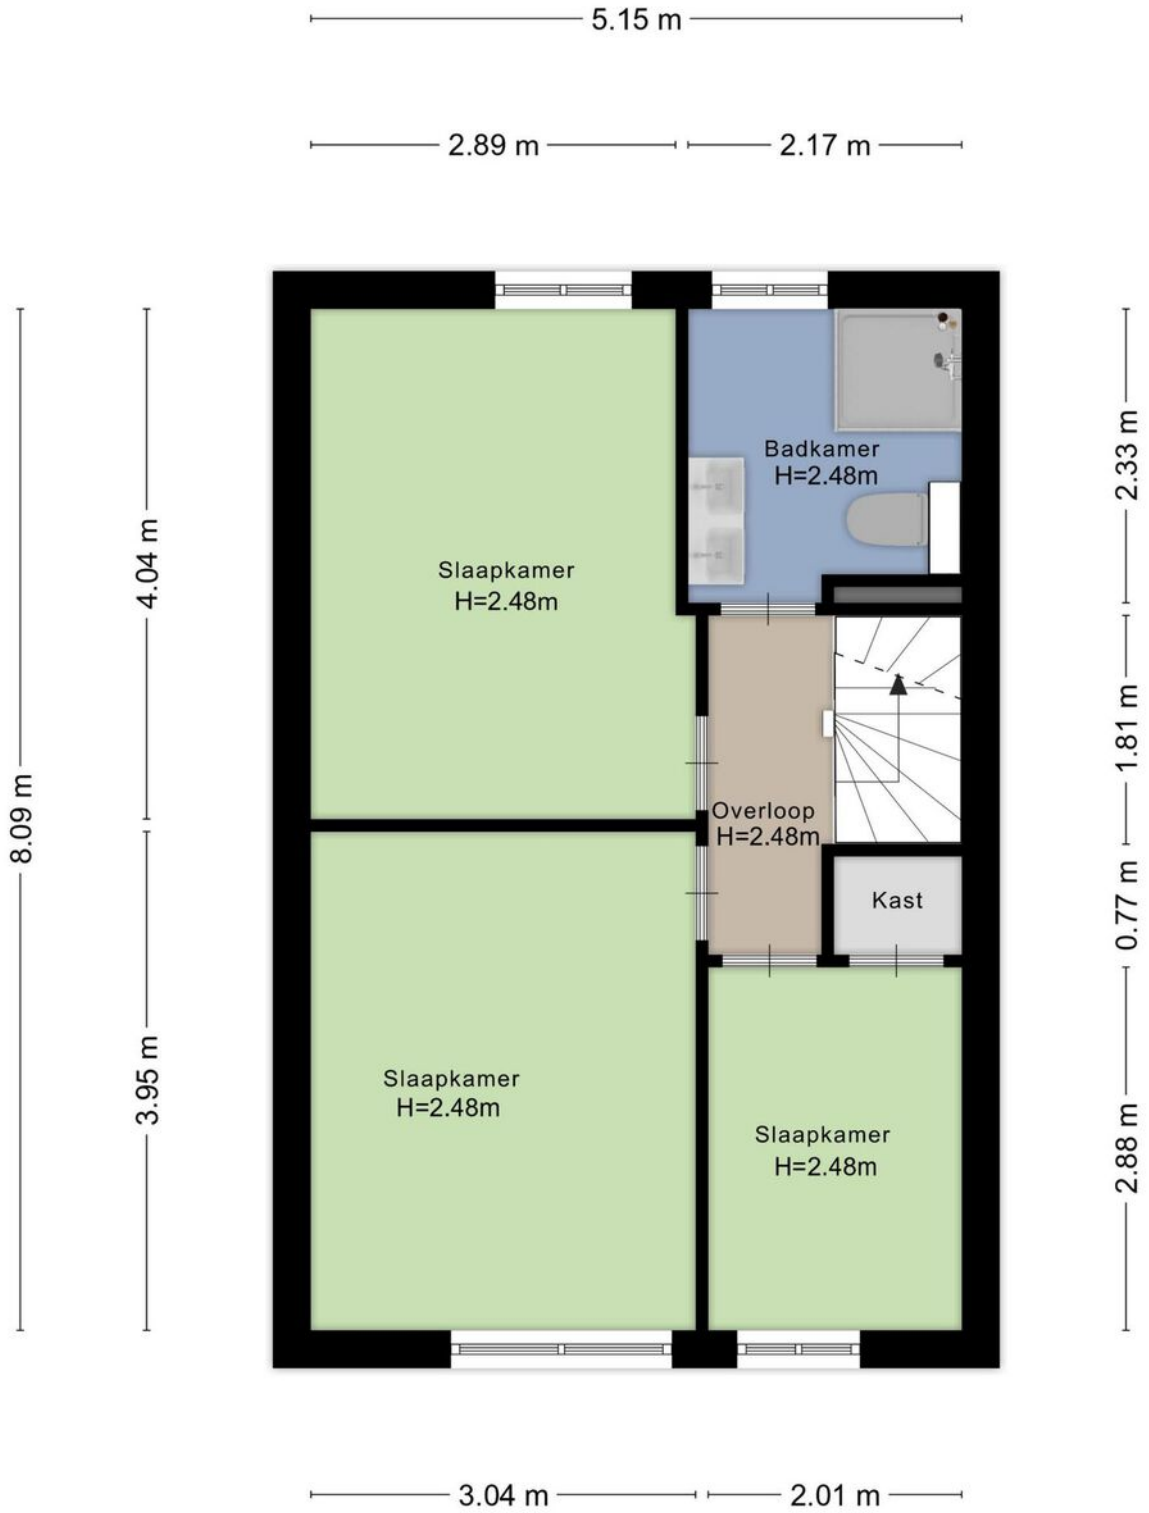 5.15 m
2.89 m
2.17 m
Badkamer
H=2.48m
2.33 m
4.04 m
Slaapkamer
H=2.48m
1.81 m
8.09 m
Overloop
H=2.48m
Kast
0.77 m
3.95 m
Slaapkamer
H=2.48m
Slaapkamer
H=2.48m
2.88 m
3.04 m
2.01 m